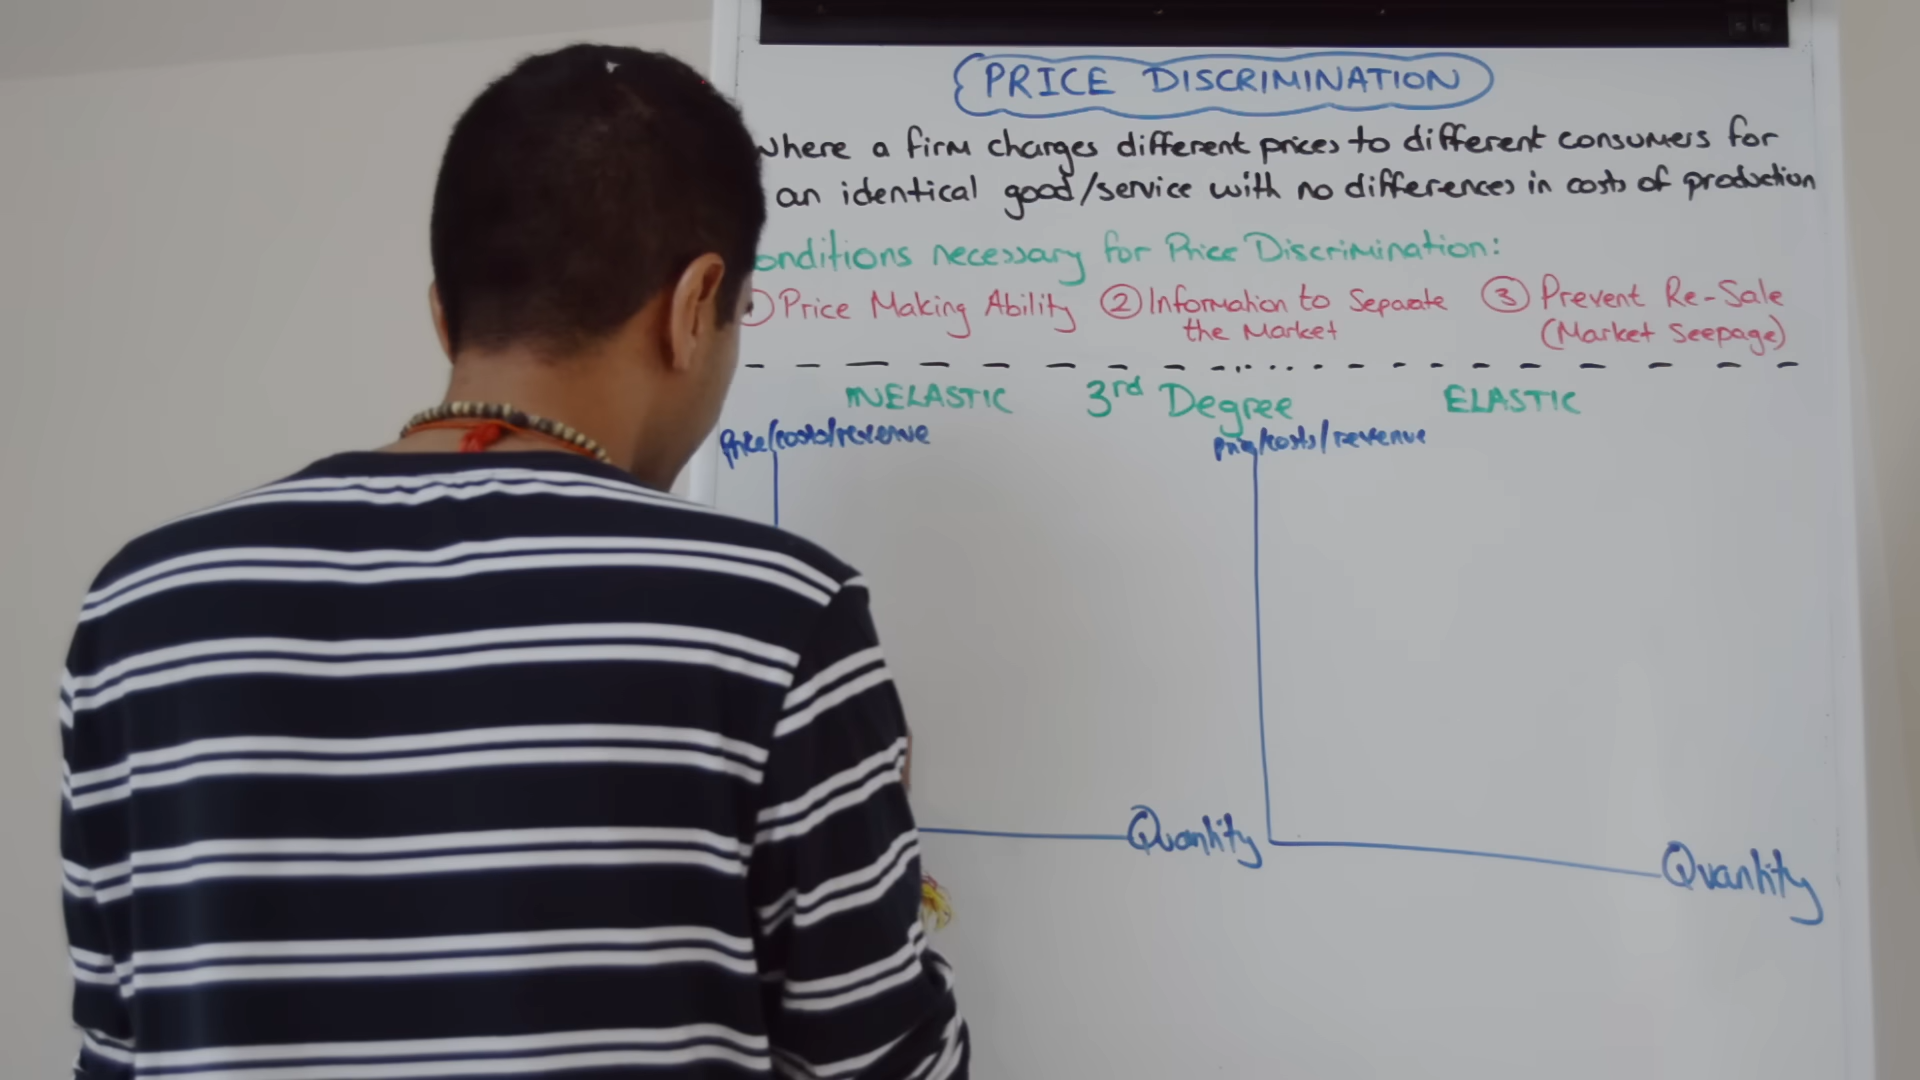 PRICE DISCRIMINATION
Where a firm charges different prices to different consumers for
an identical good/service with no differences in costs of production
onditions necessary for Price Discrimination:
1 Price Making Ability 2 Information to Separate the Market 3 Prevent Re-Sale (Market Seepage)
INELASTIC 3rd Degree ELASTIC
Price/costs/revenue price/costs/revenue
Quantity Quantity